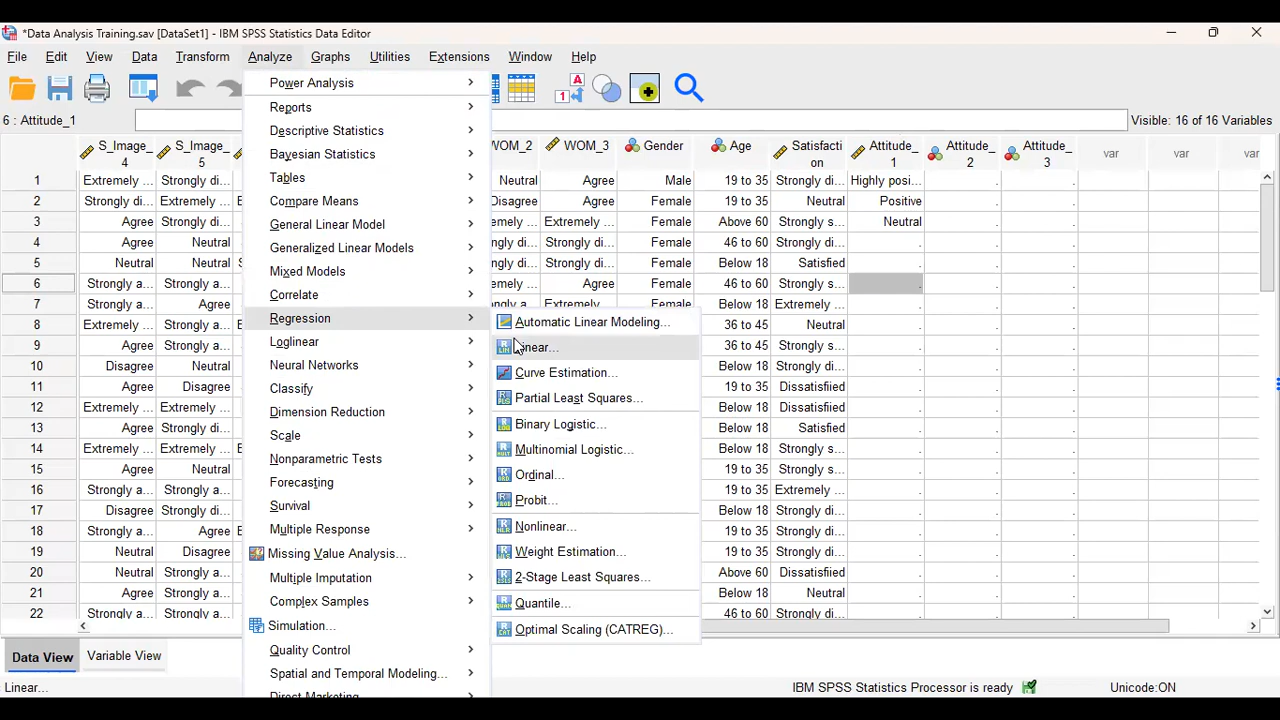 *Data Analysis Training.sav [DataSet1] - IBM SPSS Statistics Data Editor
File Edit View Data Transform Analyze Graphs Utilities Extensions Window Help
6 : Attitude_1
Visible: 16 of 16 Variables
S_Image_4 S_Image_5 WOM_2 WOM_3 Gender Age Satisfaction Attitude_1 Attitude_2 Attitude_3 var var var
1 Extremely ... Strongly di... Neutral Agree Male 19 to 35 Strongly di... Highly posi... . .
2 Strongly di... Extremely ... Disagree Agree Female 19 to 35 Neutral Positive . .
3 Agree Strongly di... Extremely ... Female Above 60 Strongly s... Neutral . .
4 Agree Neutral Strongly di... Female 46 to 60 Strongly di... . . .
5 Neutral Neutral Strongly di... Female Below 18 Satisfied . . .
6 Strongly a... Strongly a... Agree Female 46 to 60 Strongly s... . . .
7 Strongly a... Agree Extremely Female Below 18 Extremely ... . . .
8 Extremely ... Strongly a... 36 to 45 Neutral . . .
9 Agree Strongly a... 36 to 45 Strongly s... . . .
10 Disagree Neutral Below 18 Strongly di... . . .
11 Agree Disagree 19 to 35 Dissatisfiied . . .
12 Extremely ... Extremely ... Below 18 Dissatisfiied . . .
13 Agree Strongly di... Below 18 Satisfied . . .
14 Extremely ... Extremely ... Below 18 Strongly s... . . .
15 Agree Neutral 19 to 35 Strongly s... . . .
16 Strongly a... Strongly a... 19 to 35 Extremely ... . . .
17 Disagree Strongly di... Below 18 Strongly di... . . .
18 Strongly a... Agree 19 to 35 Strongly di... . . .
19 Neutral Disagree 19 to 35 Strongly di... . . .
20 Neutral Strongly a... Above 60 Dissatisfiied . . .
21 Agree Strongly a... Below 18 Neutral . . .
22 Extremely ... Strongly di... 46 to 60 Strongly di... . . .
Power Analysis
Reports
Descriptive Statistics
Bayesian Statistics
Tables
Compare Means
General Linear Model
Generalized Linear Models
Mixed Models
Correlate
Regression
Loglinear
Neural Networks
Classify
Dimension Reduction
Scale
Nonparametric Tests
Forecasting
Survival
Multiple Response
Missing Value Analysis...
Multiple Imputation
Complex Samples
Simulation...
Quality Control
Spatial and Temporal Modeling...
Direct Marketing
Automatic Linear Modeling...
Linear...
Curve Estimation...
Partial Least Squares...
Binary Logistic...
Multinomial Logistic...
Ordinal...
Probit...
Nonlinear...
Weight Estimation...
2-Stage Least Squares...
Quantile...
Optimal Scaling (CATREG)...
Data View Variable View
Linear...
IBM SPSS Statistics Processor is ready
Unicode:ON